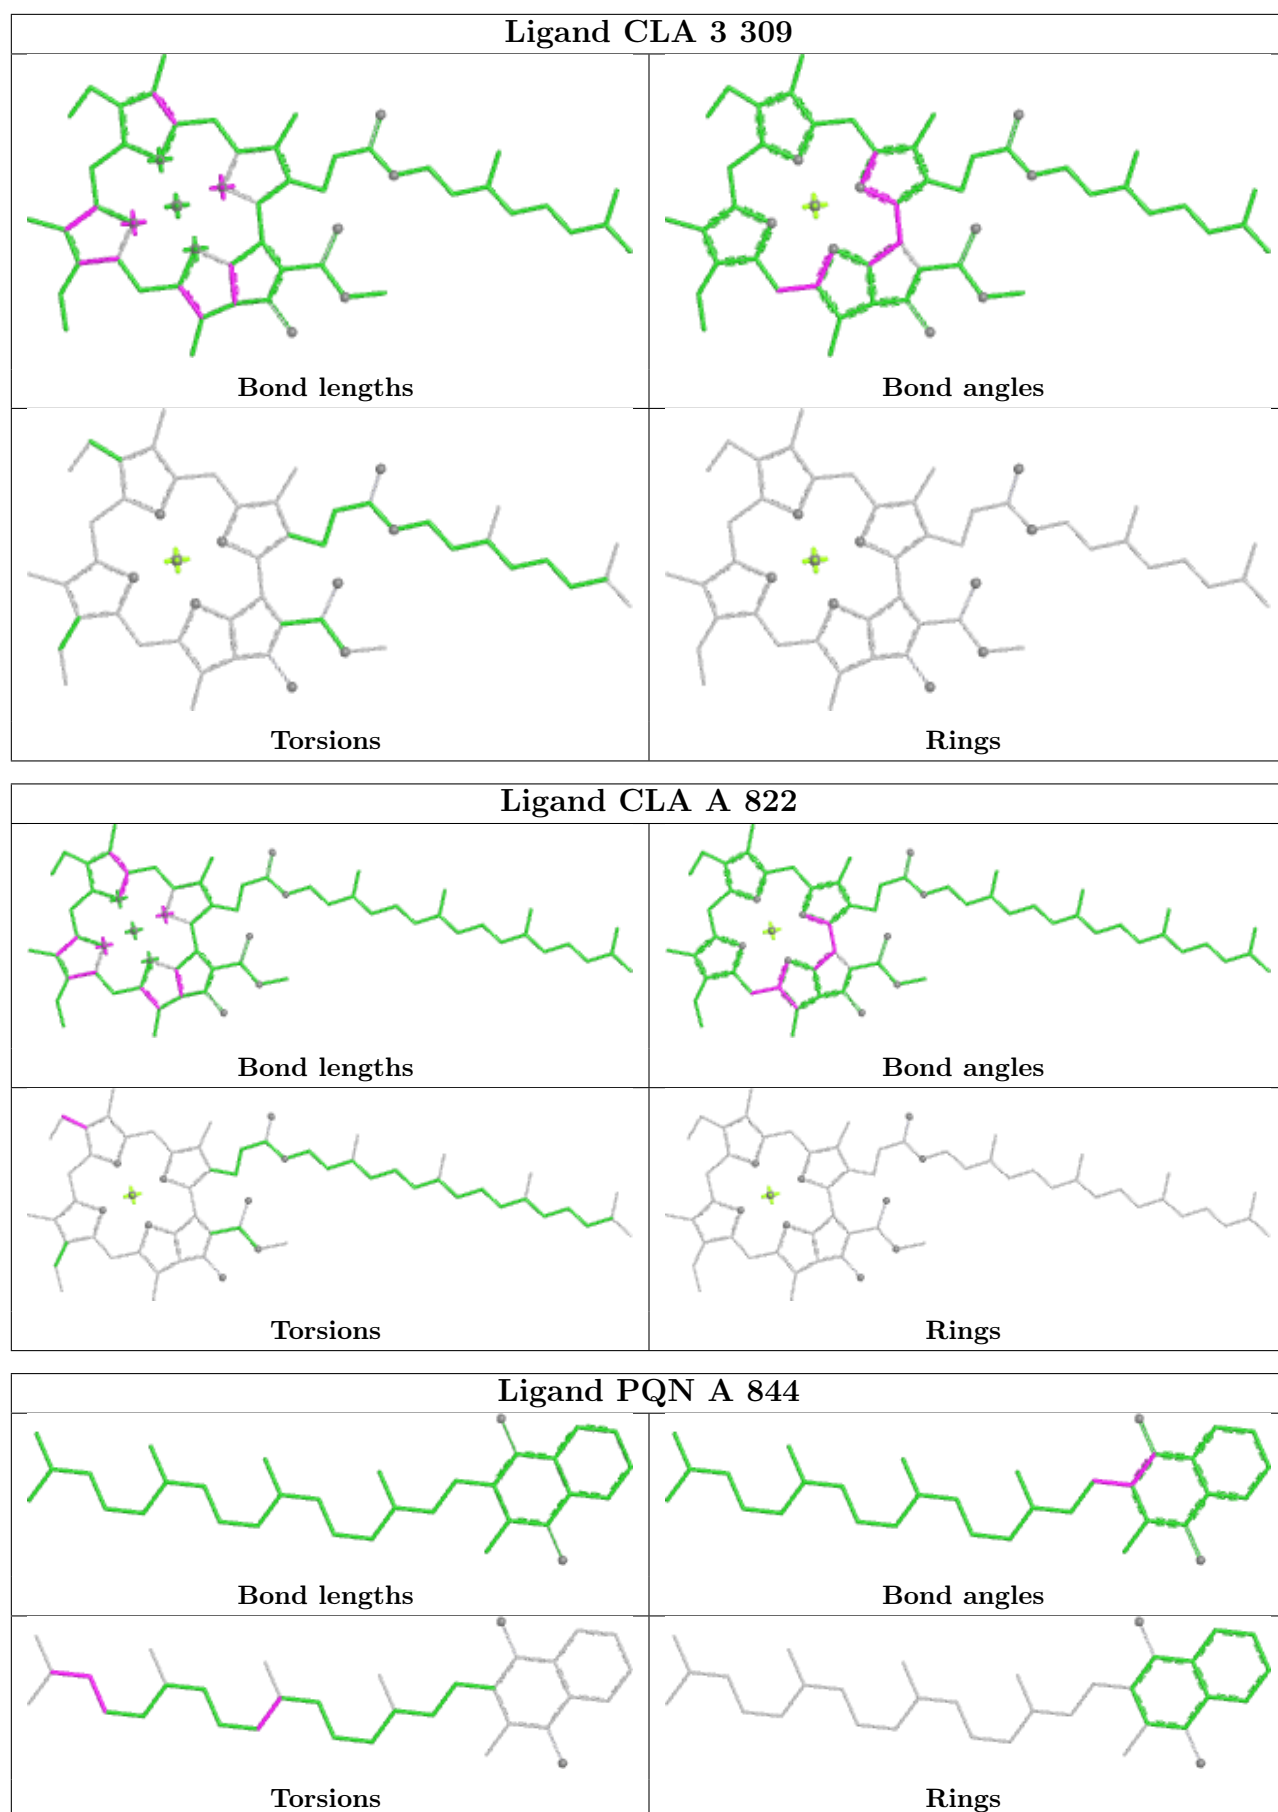 Ligand CLA 3 309
Bond lengths
Bond angles
Torsions
Rings
Ligand CLA A 822
Bond lengths
Bond angles
Torsions
Rings
Ligand PQN A 844
Bond lengths
Bond angles
Torsions
Rings